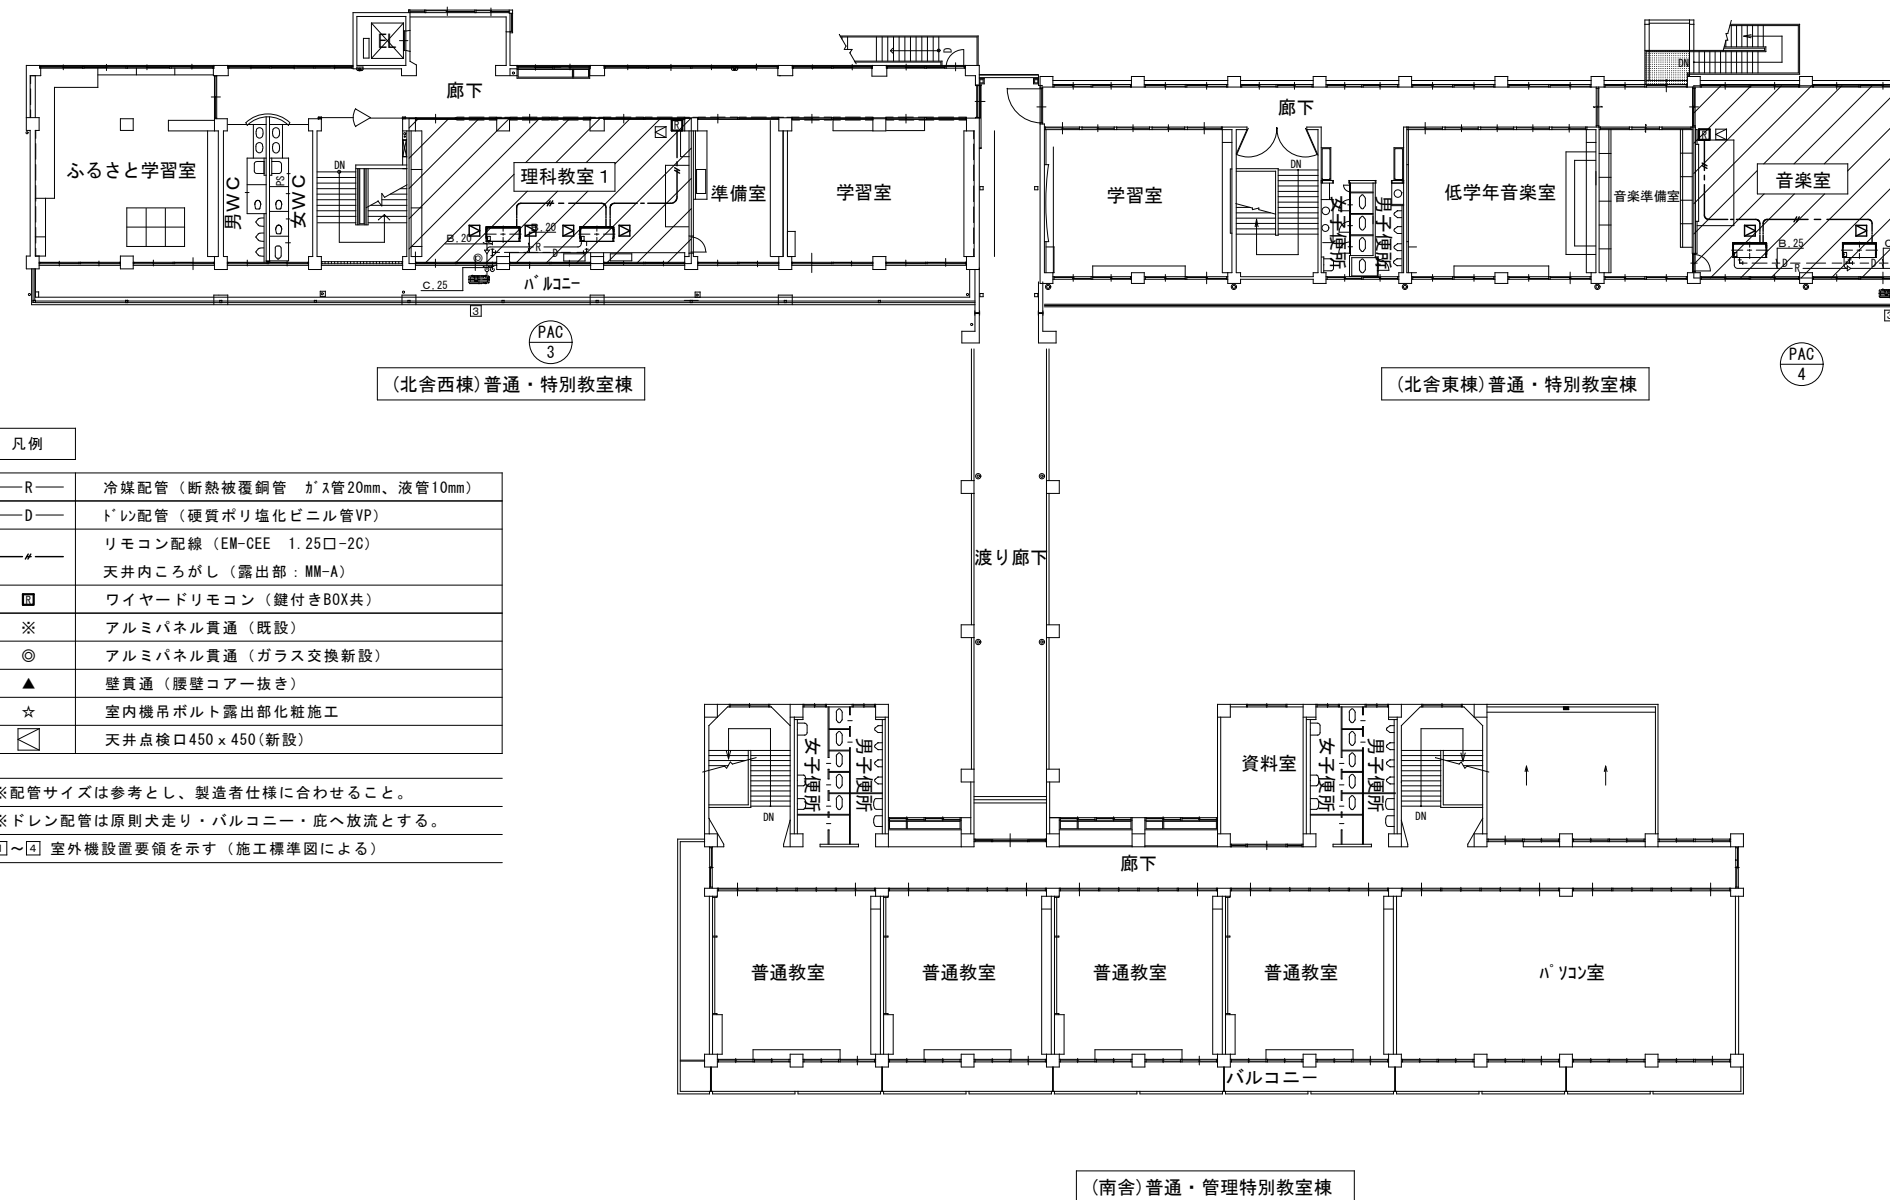 EL
D
廊下
ふるさと学習室
男WC
PS
女WC
DN
理科教室1
R
準備室
学習室
B.20
B.20
R
D
C.25
バルコニー
3
PAC
3
(北舎西棟)普通・特別教室棟
廊下
DN
学習室
DN
女子便所
男子便所
低学年音楽室
音楽準備室
R
音楽室
B.25
D
R
PAC
4
(北舎東棟)普通・特別教室棟
凡例
R
冷媒配管（断熱被覆銅管　ガス管20mm、液管10mm）
D
ドレン配管（硬質ポリ塩化ビニル管VP）
リモコン配線（EM-CEE　1.25□-2C）
天井内ころがし（露出部：MM-A）
R
ワイヤードリモコン（鍵付きBOX共）
※
アルミパネル貫通（既設）
◎
アルミパネル貫通（ガラス交換新設）
▲
壁貫通（腰壁コアー抜き）
☆
室内機吊ボルト露出部化粧施工
天井点検口450x450(新設)
※配管サイズは参考とし、製造者仕様に合わせること。
※ドレン配管は原則犬走り・バルコニー・庇へ放流とする。
～4 室外機設置要領を示す（施工標準図による）
渡り廊下
DN
女子便所
男子便所
資料室
女子便所
男子便所
DN
廊下
普通教室
普通教室
普通教室
普通教室
パソコン室
バルコニー
(南舎)普通・管理特別教室棟